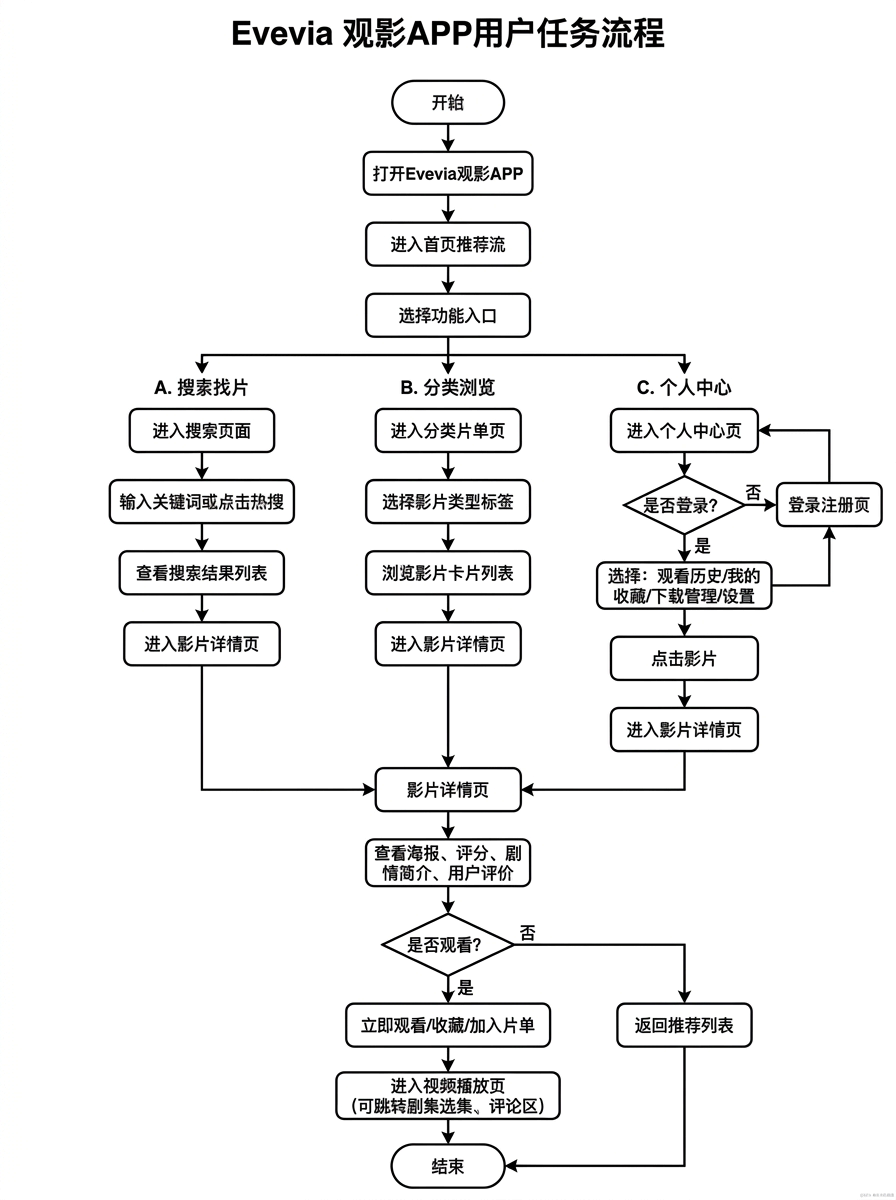 Evevia 观影APP用户任务流程
开始
打开Evevia观影APP
进入首页推荐流
选择功能入口
A. 搜索找片
进入搜索页面
输入关键词或点击热搜
查看搜索结果列表
进入影片详情页
B. 分类浏览
进入分类片单页
选择影片类型标签
浏览影片卡片列表
进入影片详情页
C. 个人中心
进入个人中心页
是否登录?
否
登录注册页
是
选择：观看历史/我的
收藏/下载管理/设置
点击影片
进入影片详情页
影片详情页
查看海报、评分、剧
情简介、用户评价
是否观看?
否
是
立即观看/收藏/加入片单
返回推荐列表
进入视频播放页
(可跳转剧集选集、评论区)
结束